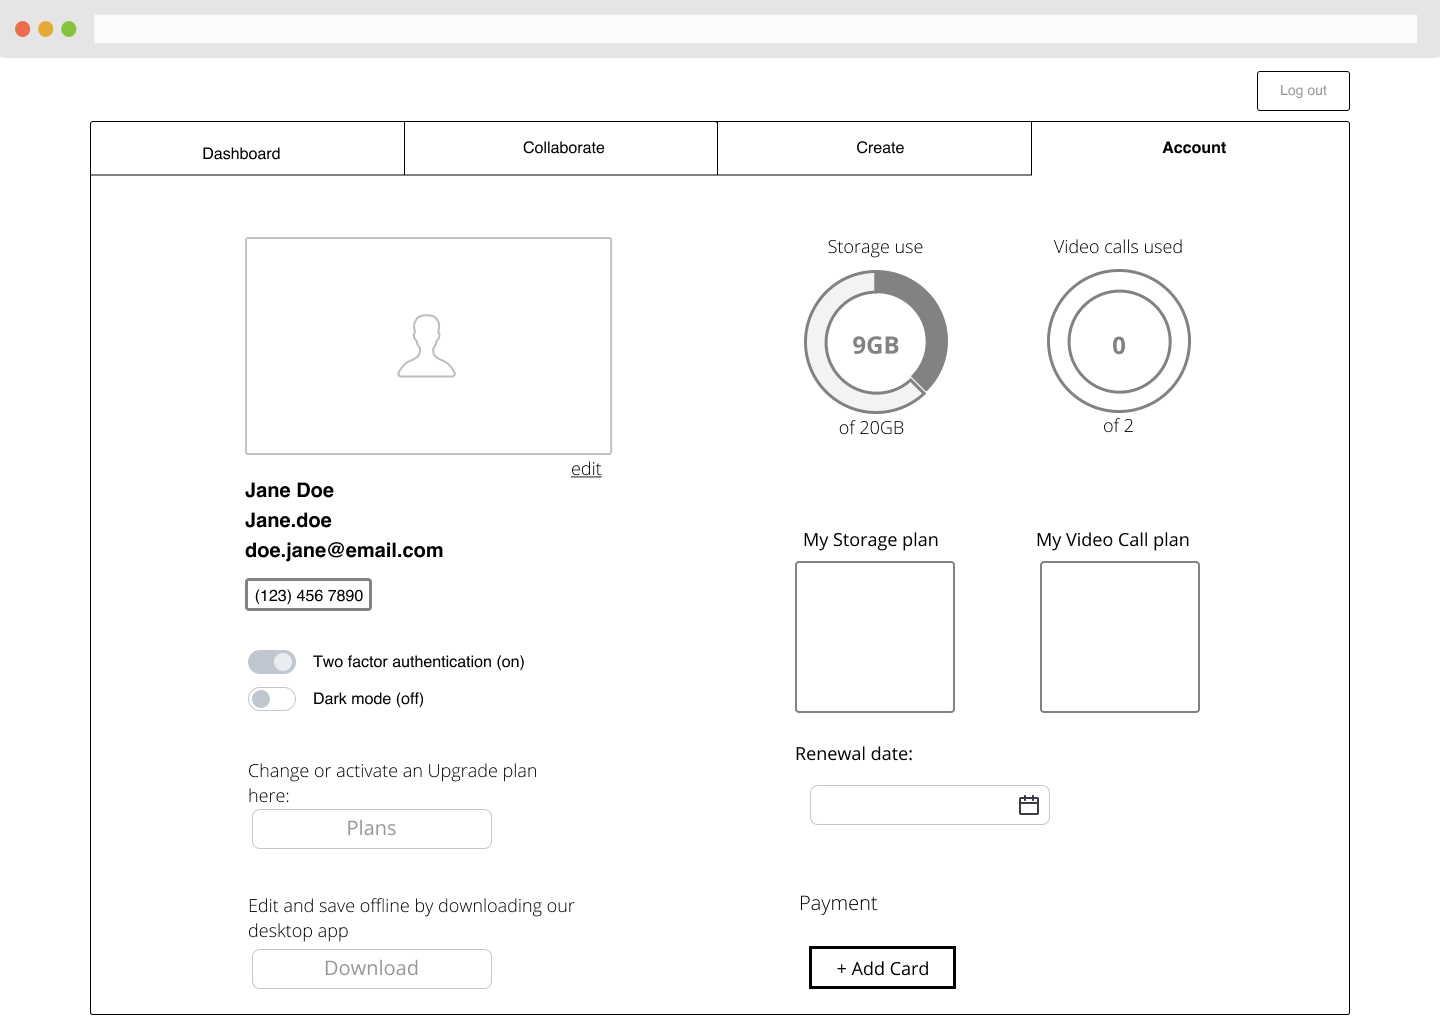 Log out
Dashboard
Collaborate
Create
Account
edit
Jane Doe
Jane.doe
doe.jane@email.com
(123) 456 7890
Two factor authentication (on)
Dark mode (off)
Change or activate an Upgrade plan
here:
Plans
Edit and save offline by downloading our
desktop app
Download
Storage use
9GB
of 20GB
Video calls used
0
of 2
My Storage plan
My Video Call plan
Renewal date:
Payment
+ Add Card